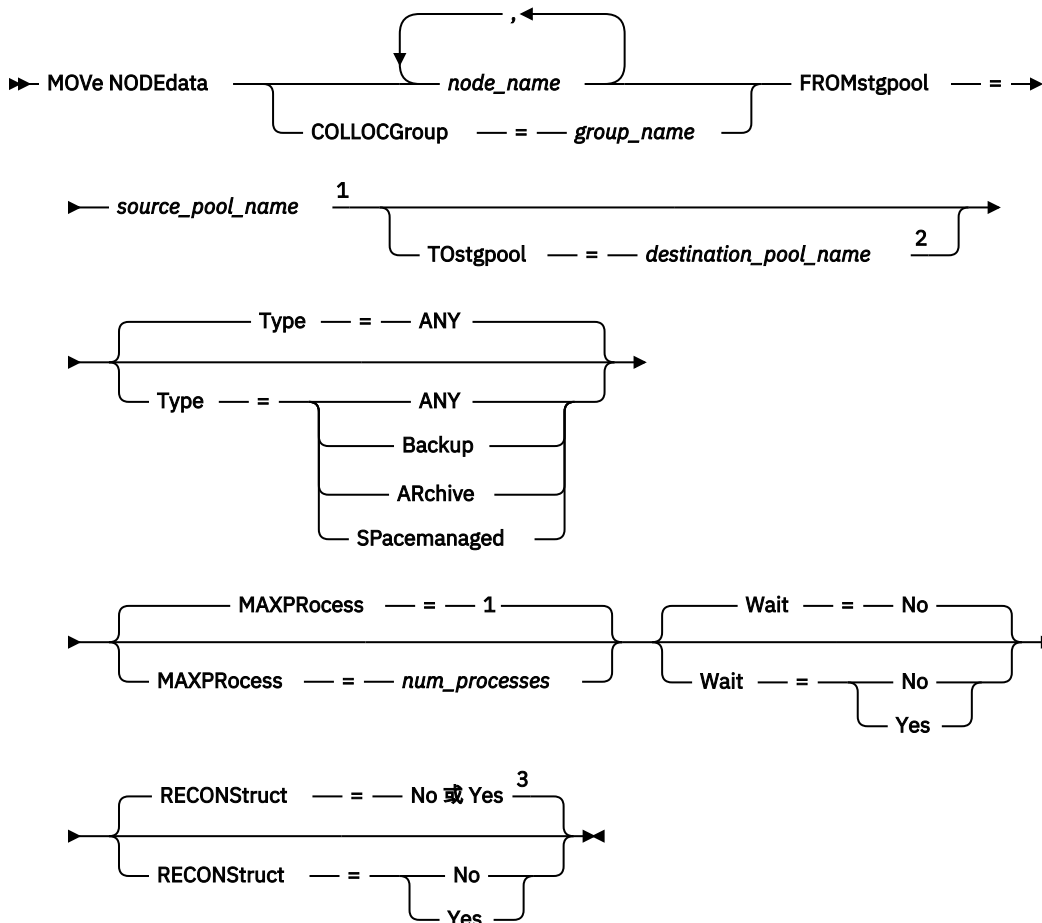 ,
MOVe NODEdata node_name FROMstgpool =
COLLOCGroup = group_name
source_pool_name 1
TOstgpool = destination_pool_name 2
Type = ANY
Type = ANY
Backup
ARchive
SPacemanaged
MAXPRocess = 1 Wait = No
MAXPRocess = num_processes Wait = No
Yes
RECONStruct = No 或 Yes 3
RECONStruct = No
Yes